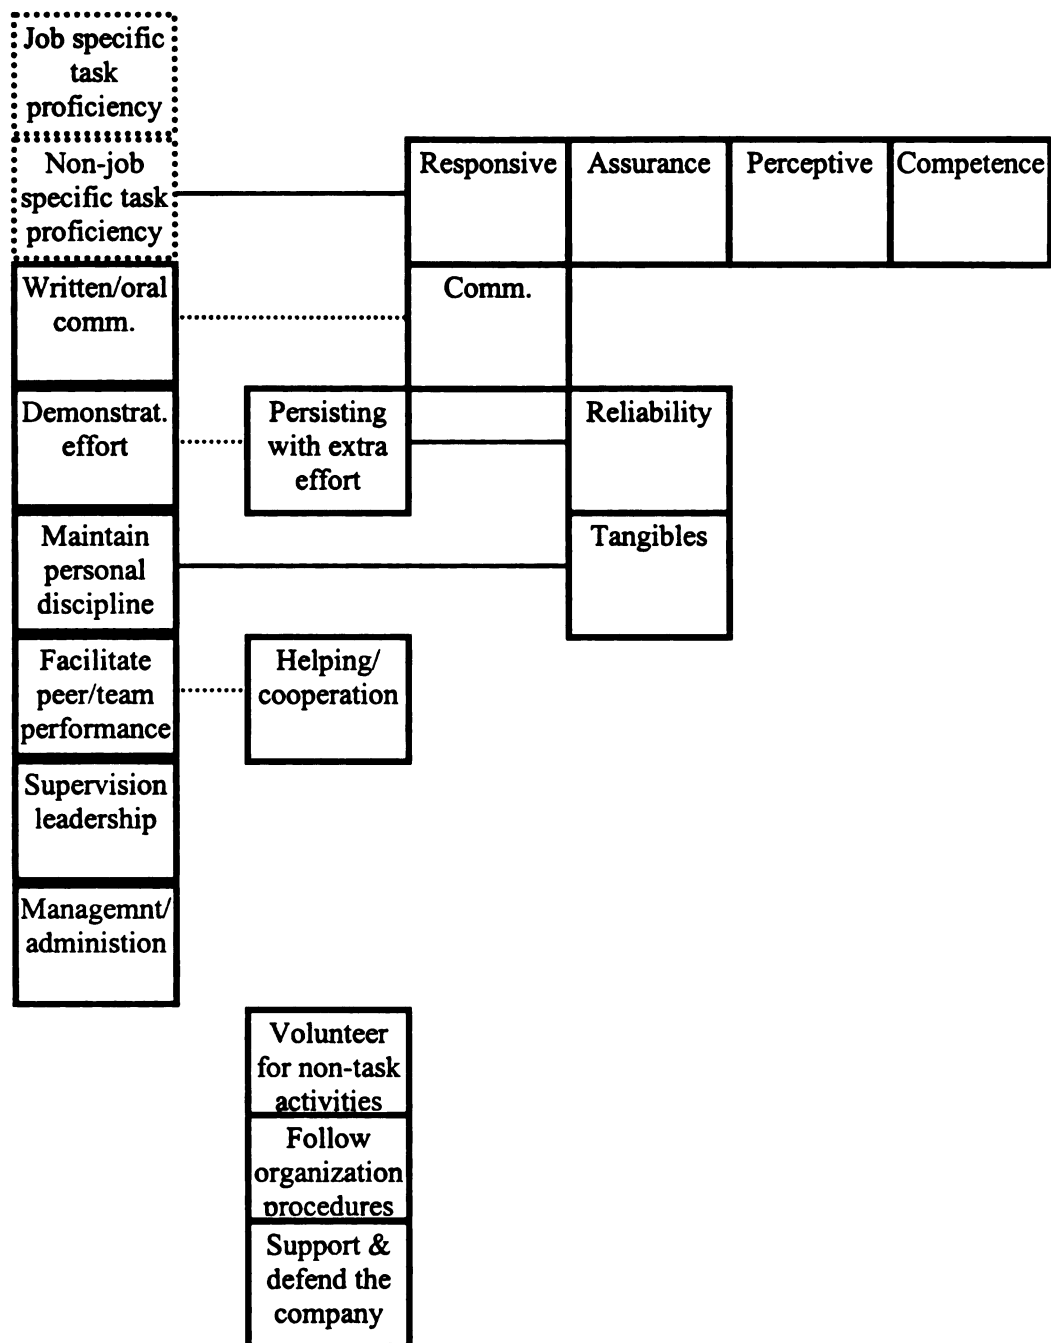 Job specific
task
proficiency
Non-job
specific task
proficiency
Responsive
Assurance
Perceptive
Competence
Written/oral
comm.
Comm.
Demonstrat.
effort
Persisting
with extra
effort
Reliability
Maintain
personal
discipline
Tangibles
Facilitate
peer/team
performance
Helping/
cooperation
Supervision
leadership
Managemnt/
administion
Volunteer
for non-task
activities
Follow
organization
procedures
Support &
defend the
company